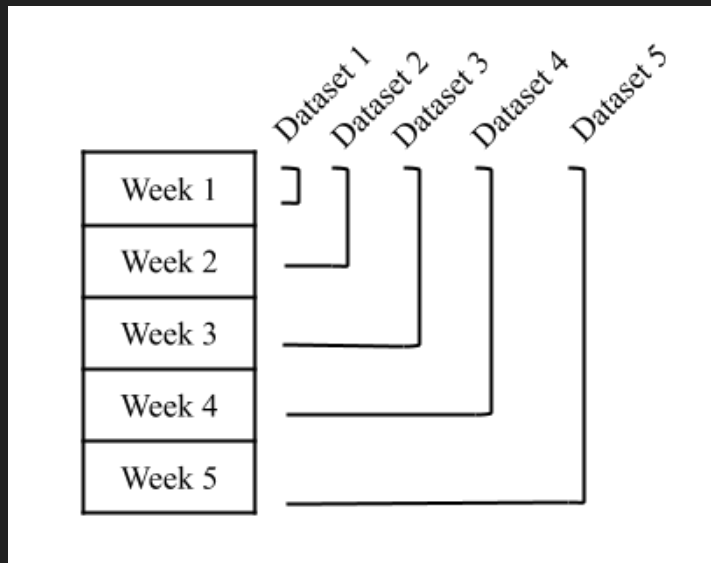 Dataset 1
Dataset 2
Dataset 3
Dataset 4
Dataset 5
Week 1
Week 2
Week 3
Week 4
Week 5